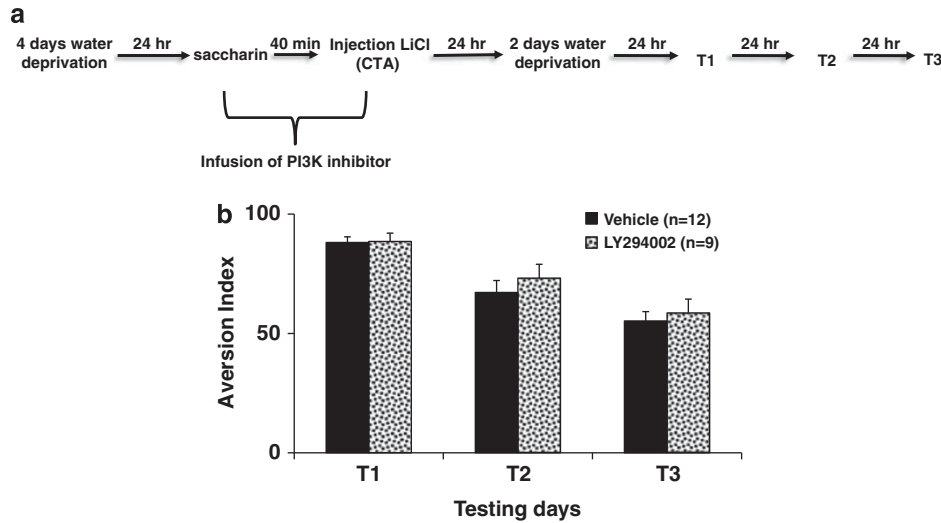 a
4 days water deprivation
24 hr
saccharin
40 min
Injection LiCl (CTA)
24 hr
2 days water deprivation
24 hr
T1
24 hr
T2
24 hr
T3
Infusion of PI3K inhibitor
b
100
50
0
Aversion Index
Vehicle (n=12)
LY294002 (n=9)
T1
T2
T3
Testing days